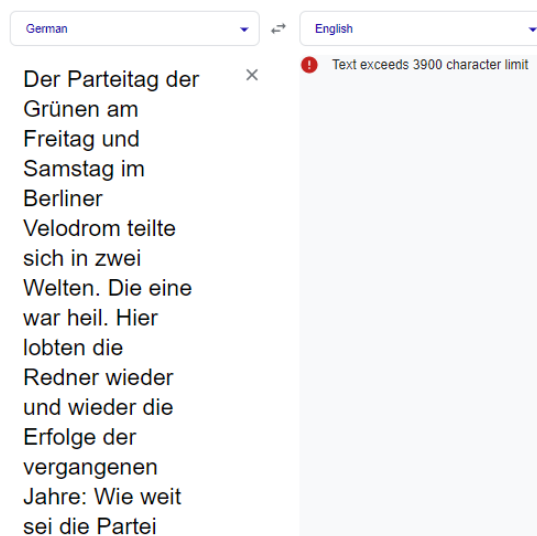 German
English
Der Parteitag der
Grünen am
Freitag und
Samstag im
Berliner
Velodrom teilte
sich in zwei
Welten. Die eine
war heil. Hier
lobten die
Redner wieder
und wieder die
Erfolge der
vergangenen
Jahre: Wie weit
sei die Partei
Text exceeds 3900 character limit